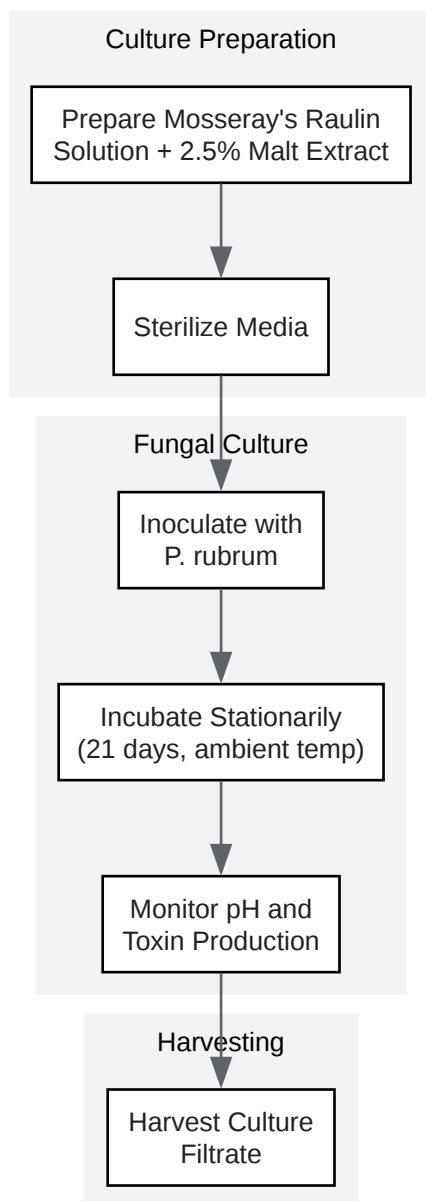 Culture Preparation
Prepare Mosseray's Raulin
Solution + 2.5% Malt Extract
Sterilize Media
Fungal Culture
Inoculate with
P. rubrum
Incubate Stationarily
(21 days, ambient temp)
Monitor pH and
Toxin Production
Harvesting
Harvest Culture
Filtrate